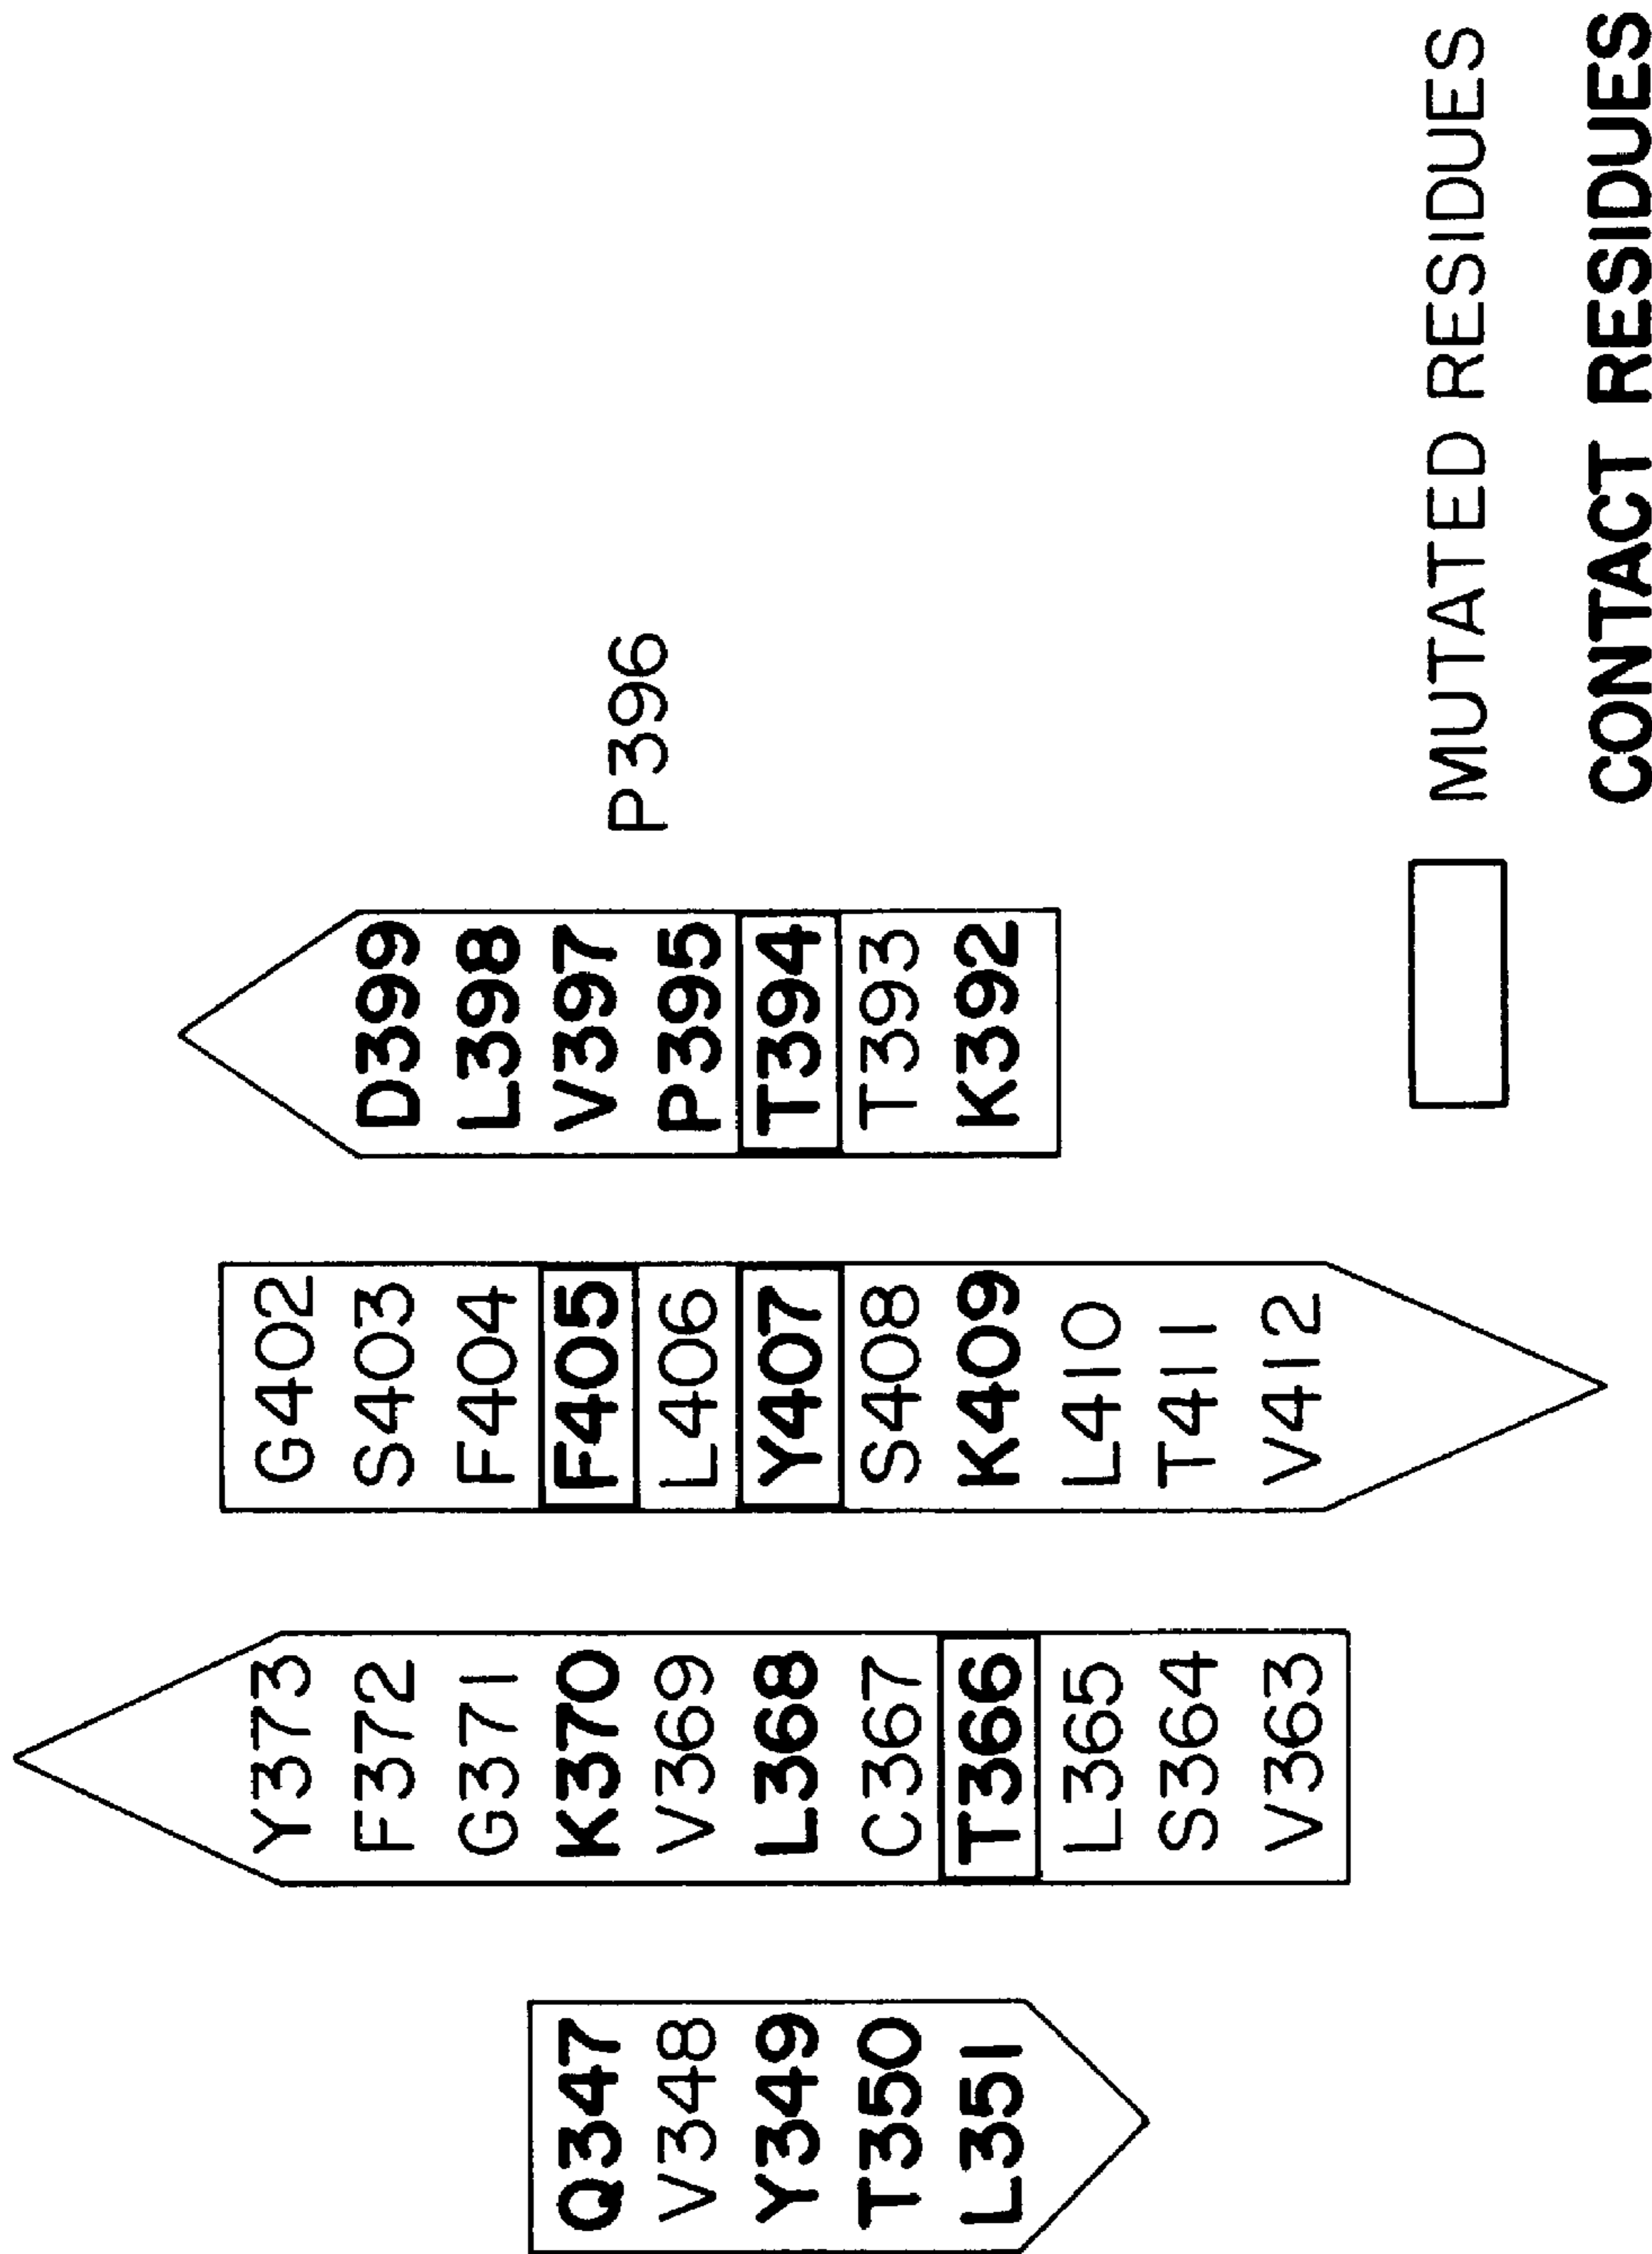 Q347
V348
Y349
T350
L351
Y373
F372
G371
K370
V369
L368
C367
T366
L365
S364
V363
G402
S403
F404
F405
L406
Y407
S408
K409
L410
T411
V412
D399
L398
V397
P395
T394
T393
K392
P396
MUTATED RESIDUES
CONTACT RESIDUES